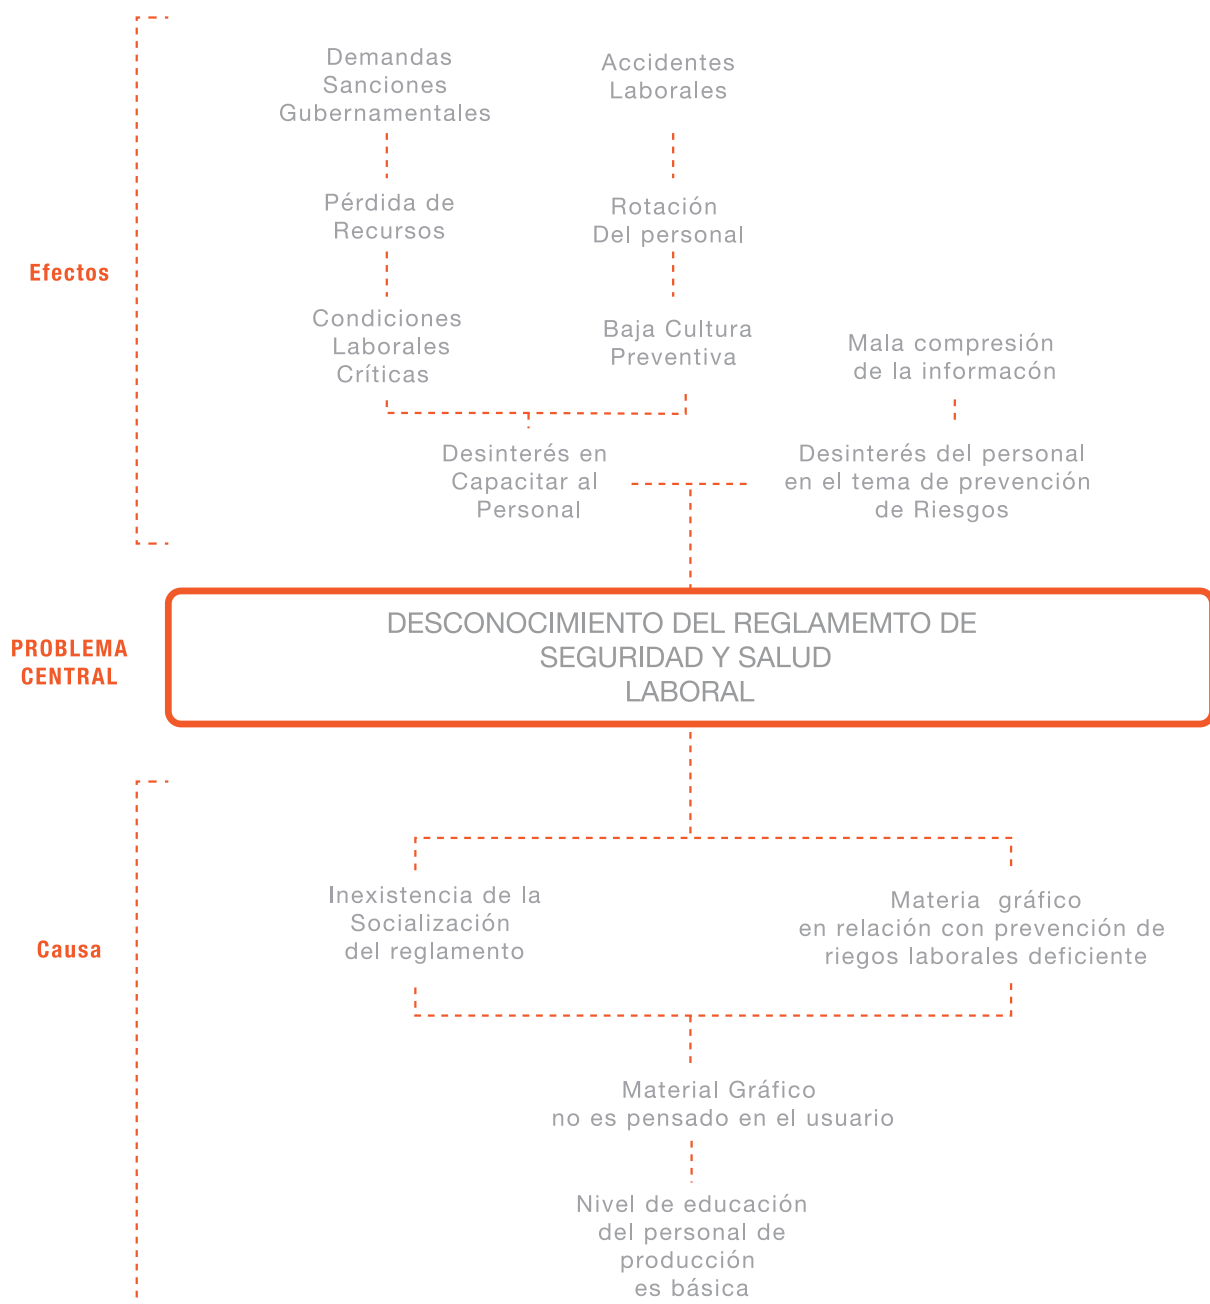 Demandas
Sanciones
Gubernamentales
Accidentes
Laborales
Pérdida de
Recursos
Rotación
Del personal
Efectos
Condiciones
Laborales
Críticas
Baja Cultura
Preventiva
Mala compresión
de la informacón
Desinterés en
Capacitar al
Personal
Desinterés del personal
en el tema de prevención
de Riesgos
PROBLEMA
CENTRAL
DESCONOCIMIENTO DEL REGLAMEMTO DE
SEGURIDAD Y SALUD
LABORAL
Causa
Inexistencia de la
Socialización
del reglamento
Materia gráfico
en relación con prevención de
riegos laborales deficiente
Material Gráfico
no es pensado en el usuario
Nivel de educación
del personal de
producción
es básica